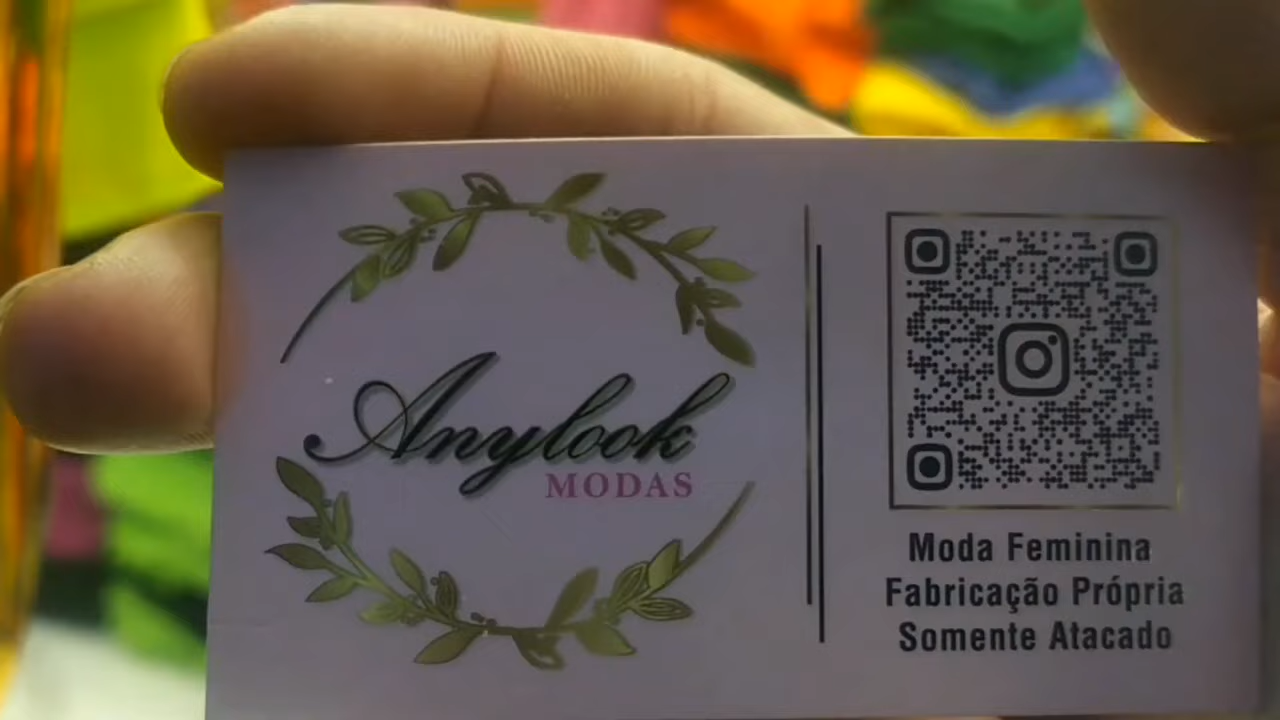 Anylook
MODAS
Moda Feminina
Fabricação Própria
Somente Atacado